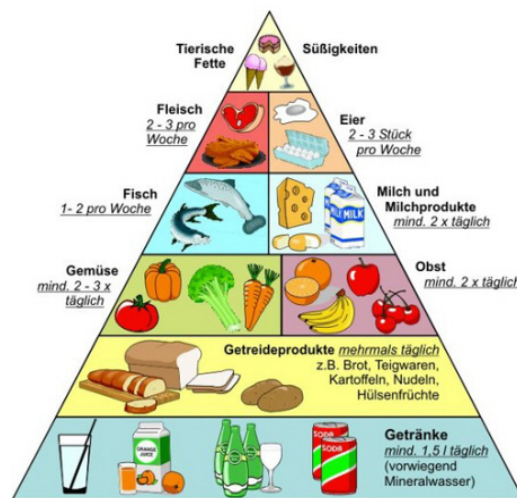 Tierische
Fette
Süßigkeiten
Fleisch
2 - 3 pro
Woche
Eier
2 - 3 Stück
pro Woche
Fisch
1- 2 pro Woche
MILK
MILK
Milch und
Milchprodukte
mind. 2 x täglich
Gemüse
mind. 2 - 3 x
täglich
Obst
mind. 2 x täglich
Getreideprodukte mehrmals täglich
z.B. Brot, Teigwaren,
Kartoffeln, Nudeln,
Hülsenfrüchte
ORANGE
JUICE
SODA
SODA
Getränke
mind. 1,5 l täglich
(vorwiegend
Mineralwasser)